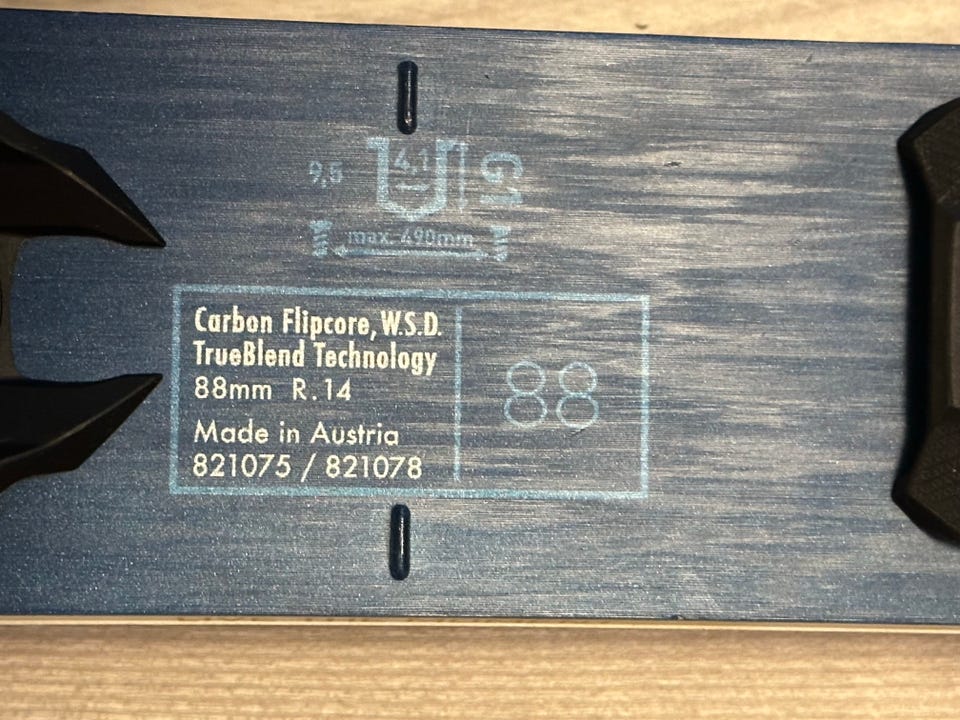 9,5 4,1
max. 490mm
Carbon Flipcore, W.S.D.
TrueBlend Technology
88mm R.14
88
Made in Austria
821075 / 821078